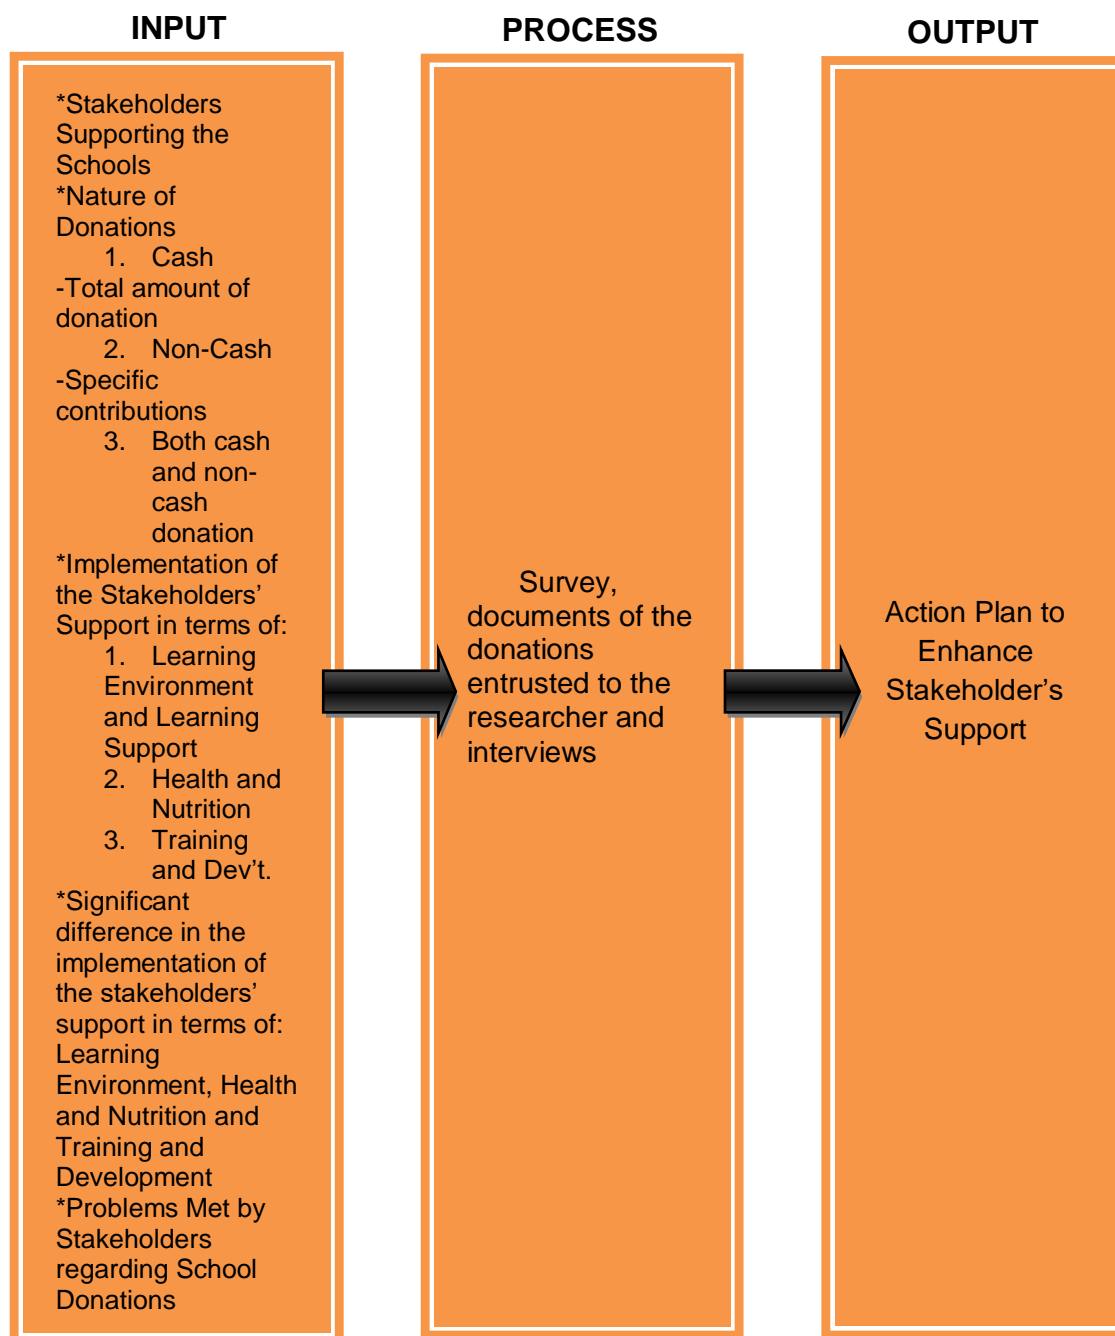 INPUT
*Stakeholders
Supporting the
Schools
*Nature of
Donations
1. Cash
-Total amount of
donation
2. Non-Cash
-Specific
contributions
3. Both cash
and non-
cash
donation
*Implementation of
the Stakeholders’
Support in terms of:
1. Learning
Environment
and Learning
Support
2. Health and
Nutrition
3. Training
and Dev’t.
*Significant
difference in the
implementation of
the stakeholders’
support in terms of:
Learning
Environment, Health
and Nutrition and
Training and
Development
*Problems Met by
Stakeholders
regarding School
Donations
PROCESS
Survey,
documents of the
donations
entrusted to the
researcher and
interviews
OUTPUT
Action Plan to
Enhance
Stakeholder’s
Support